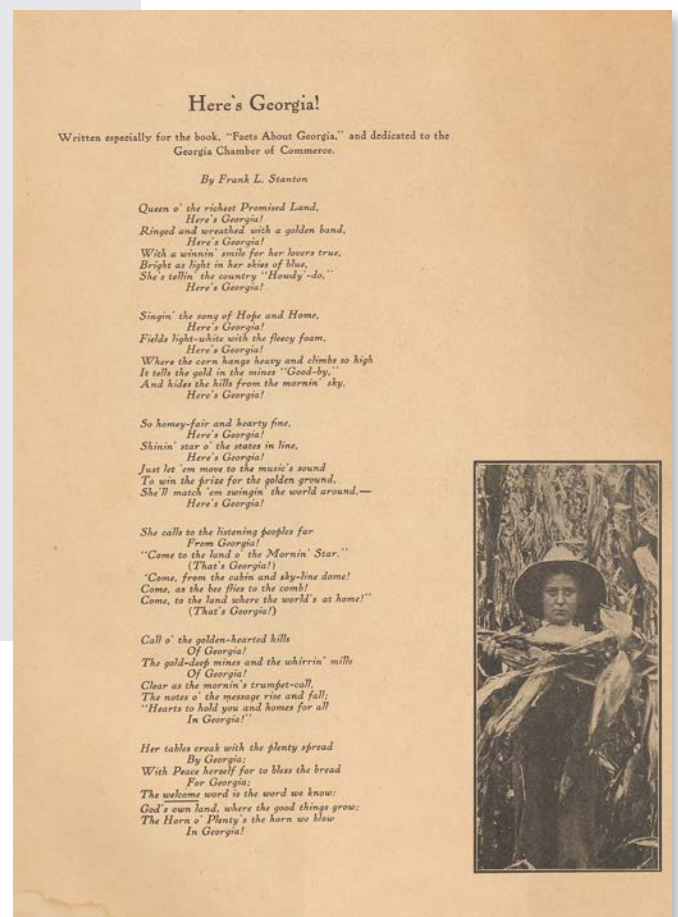 Here's Georgia!
Written especially for the book, "Facts About Georgia," and dedicated to the
Georgia Chamber of Commerce.
By Frank L. Stanton
Queen o' the richest Promised Land,
Here's Georgia!
Ringed and wreathed with a golden band,
Here's Georgia!
With a winnin' smile for her lovers true,
Bright as light in her skies of blue,
She's tellin' the country "Howdy'-do,"
Here's Georgia!
Singin' the song of Hope and Home,
Here's Georgia!
Fields light-white with the fleecy foam,
Here's Georgia!
Where the corn hangs heavy and climbs so high
It tells the gold in the mines "Good-by,"
And hides the hills from the mornin' sky,
Here's Georgia!
So homey-fair and hearty fine,
Here's Georgia!
Shinin' star o' the states in line,
Here's Georgia!
Just let 'em move to the music's sound
To win the prize for the golden ground,
She'll match 'em swingin' the world around,—
Here's Georgia!
She calls to the listening peoples far
From Georgia!
"Come to the land o' the Mornin' Star."
(That's Georgia!)
'Come, from the cabin and sky-line dome!
Come, as the bee flies to the comb!
Come, to the land where the world's at home!"
(That's Georgia!)
Call o' the golden-hearted hills
Of Georgia!
The gold-deep mines and the whirrin' mills
Of Georgia!
Clear as the mornin's trumpet-call,
The notes o' the message rise and fall;
"Hearts to hold you and homes for all
In Georgia!"
Her tables creak with the plenty spread
By Georgia;
With Peace herself for to bless the bread
For Georgia;
The welcome word is the word we know;
God's own land, where the good things grow;
The Horn o' Plenty's the horn we blow
In Georgia!